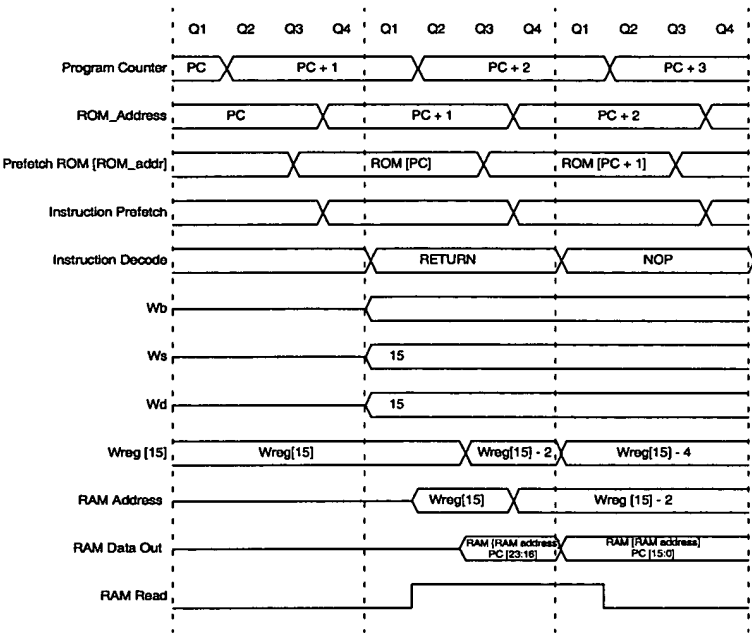 Q1 Q2 Q3 Q4 Q1 Q2 Q3 Q4 Q1 Q2 Q3 Q4
Program Counter PC PC + 1 PC + 2 PC + 3
ROM_Address PC PC + 1 PC + 2
Prefetch ROM [ROM_addr] ROM [PC] ROM [PC + 1]
Instruction Prefetch
Instruction Decode RETURN NOP
Wb
Ws 15
Wd 15
Wreg [15] Wreg[15] Wreg[15] - 2 Wreg[15] - 4
RAM Address Wreg[15] Wreg [15] - 2
RAM Data Out RAM [RAM address] RAM [RAM address]
PC [23:16] PC [15:0]
RAM Read